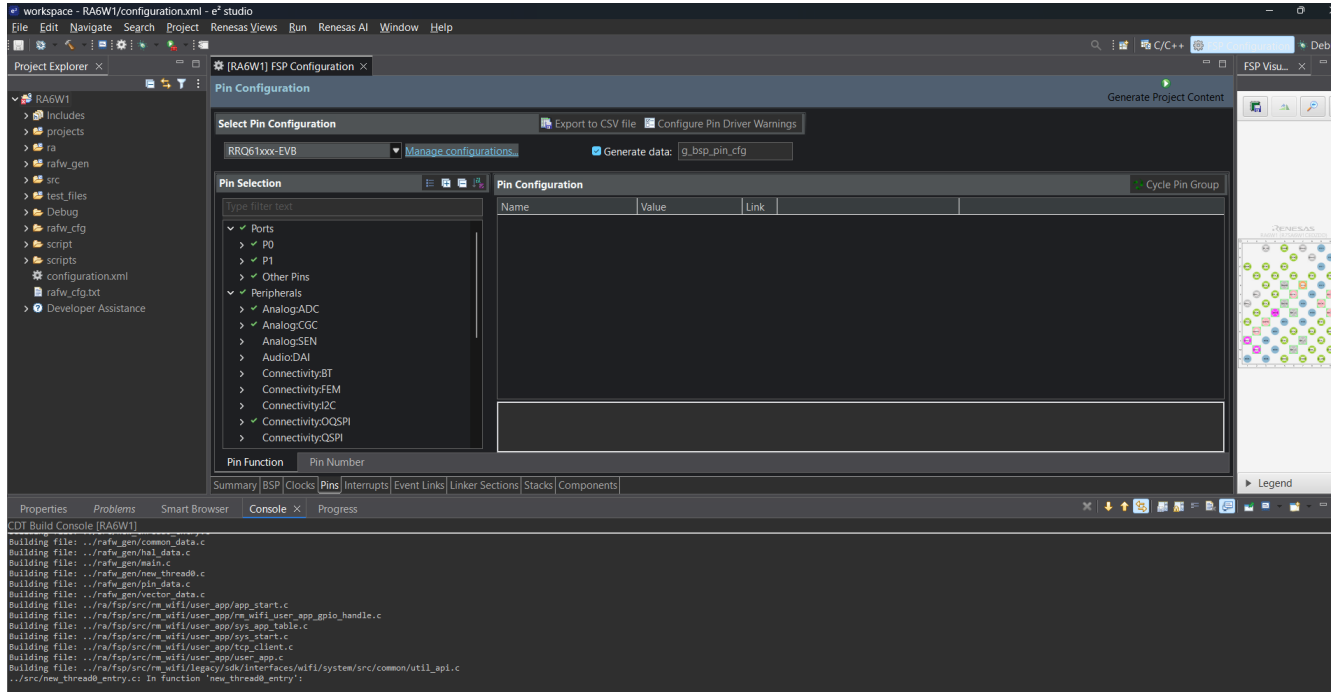 workspace - RA6W1/configuration.xml - e² studio
File Edit Navigate Search Project Renesas Views Run Renesas AI Window Help
C/C++
Deb
Project Explorer
[RA6W1] FSP Configuration
FSP Visu...
Pin Configuration
Generate Project Content
RA6W1
Includes
projects
ra
rafw_gen
src
test_files
Debug
rafw_cfg
script
scripts
configuration.xml
rafw_cfg.txt
Developer Assistance
Select Pin Configuration
Export to CSV file
Configure Pin Driver Warnings
RRQ61xxx-EVB
Manage configurations...
Generate data:
g_bsp_pin_cfg
Pin Selection
Type filter text
Ports
P0
P1
Other Pins
Peripherals
Analog:ADC
Analog:CGC
Analog:SEN
Audio:DAI
Connectivity:BT
Connectivity:FEM
Connectivity:I2C
Connectivity:OQSPI
Connectivity:QSPI
Pin Configuration
Cycle Pin Group
Name Value Link
Pin Function Pin Number
Summary BSP Clocks Pins Interrupts Event Links Linker Sections Stacks Components
RENESAS
Legend
Properties Problems Smart Browser Console Progress
CDT Build Console [RA6W1]
Building file: ../rafw_gen/common_data.c
Building file: ../rafw_gen/hal_data.c
Building file: ../rafw_gen/main.c
Building file: ../rafw_gen/new_thread0.c
Building file: ../rafw_gen/pin_data.c
Building file: ../rafw_gen/vector_data.c
Building file: ../ra/fsp/src/rm_wifi/user_app/app_start.c
Building file: ../ra/fsp/src/rm_wifi/user_app/rm_wifi_user_app_gpio_handle.c
Building file: ../ra/fsp/src/rm_wifi/user_app/sys_app_table.c
Building file: ../ra/fsp/src/rm_wifi/user_app/sys_start.c
Building file: ../ra/fsp/src/rm_wifi/user_app/tcp_client.c
Building file: ../ra/fsp/src/rm_wifi/user_app/user_app.c
Building file: ../ra/fsp/src/rm_wifi/legacy/sdk/interfaces/wifi/system/src/common/util_api.c
../src/new_thread0_entry.c: In function 'new_thread0_entry':